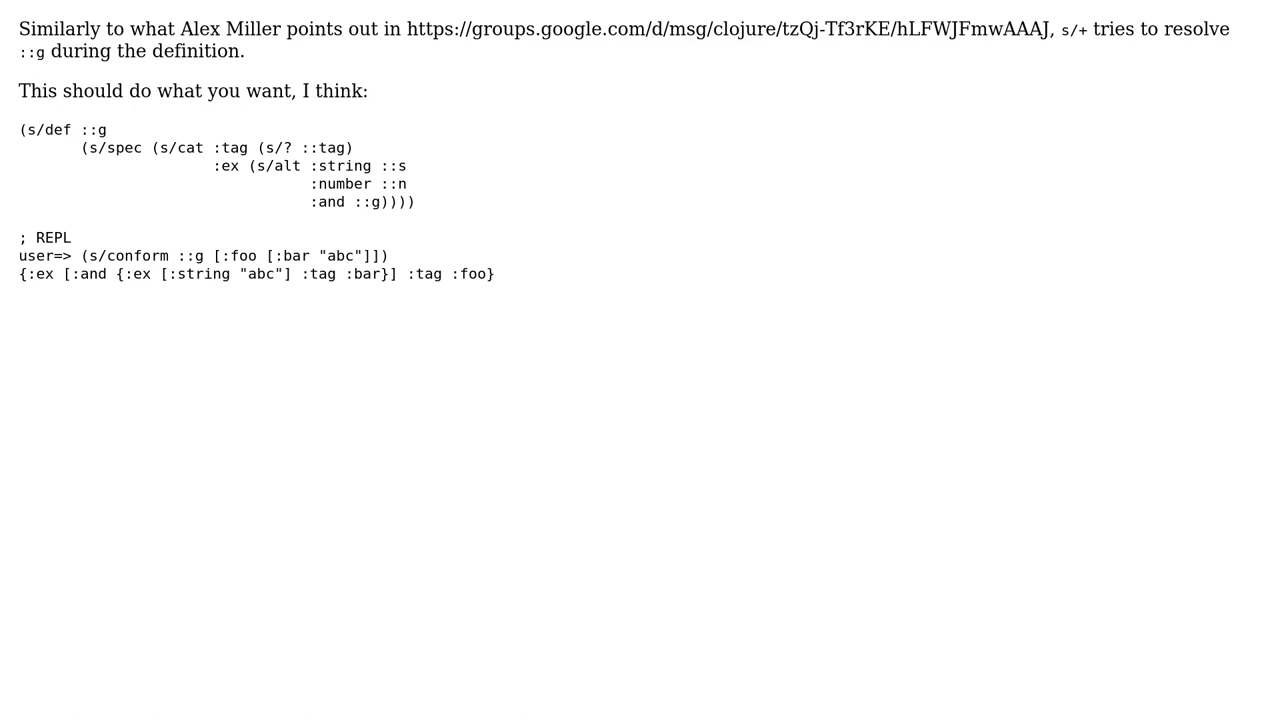 Similarly to what Alex Miller points out in https://groups.google.com/d/msg/clojure/tzQj-Tf3rKE/hLFWJFmwAAAJ, s/+ tries to resolve
::g during the definition.
This should do what you want, I think:
(s/def ::g
       (s/spec (s/cat :tag (s/? ::tag)
                      :ex (s/alt :string ::s
                                 :number ::n
                                 :and ::g))))
; REPL
user=> (s/conform ::g [:foo [:bar "abc"]])
{:ex [:and {:ex [:string "abc"] :tag :bar}] :tag :foo}